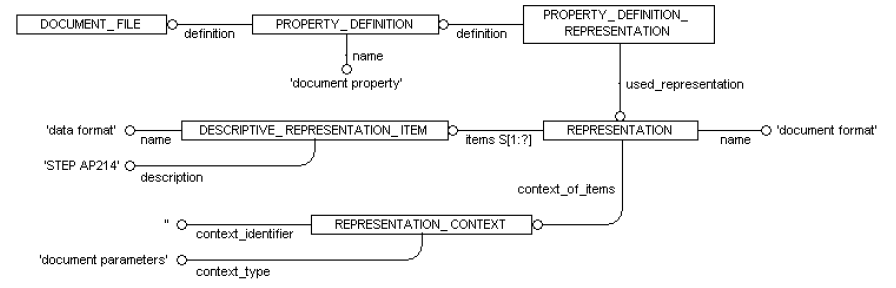 DOCUMENT_FILE
definition
PROPERTY_DEFINITION
definition
PROPERTY_DEFINITION_
REPRESENTATION
name
'document property'
used_representation
'data format'
name
DESCRIPTIVE_REPRESENTATION_ITEM
items S[1:?]
REPRESENTATION
name
'document format'
'STEP AP214'
description
context_of_items
''
context_identifier
REPRESENTATION_CONTEXT
'document parameters'
context_type